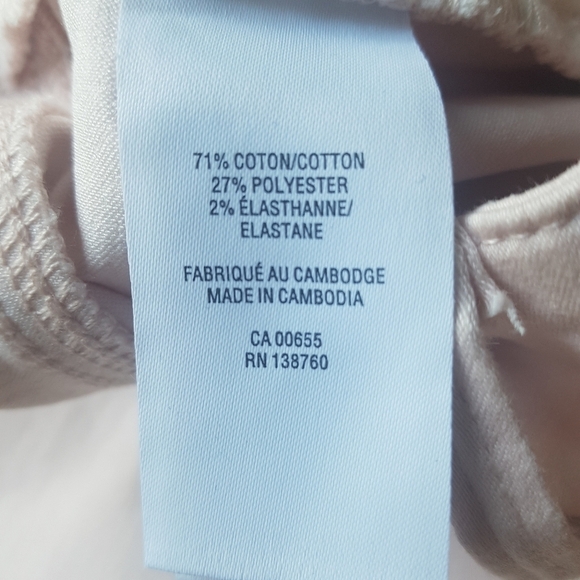 71% COTON/COTTON
27% POLYESTER
2% ÉLASTHANNE/
ELASTANE
FABRIQUÉ AU CAMBODGE
MADE IN CAMBODIA
CA 00655
RN 138760